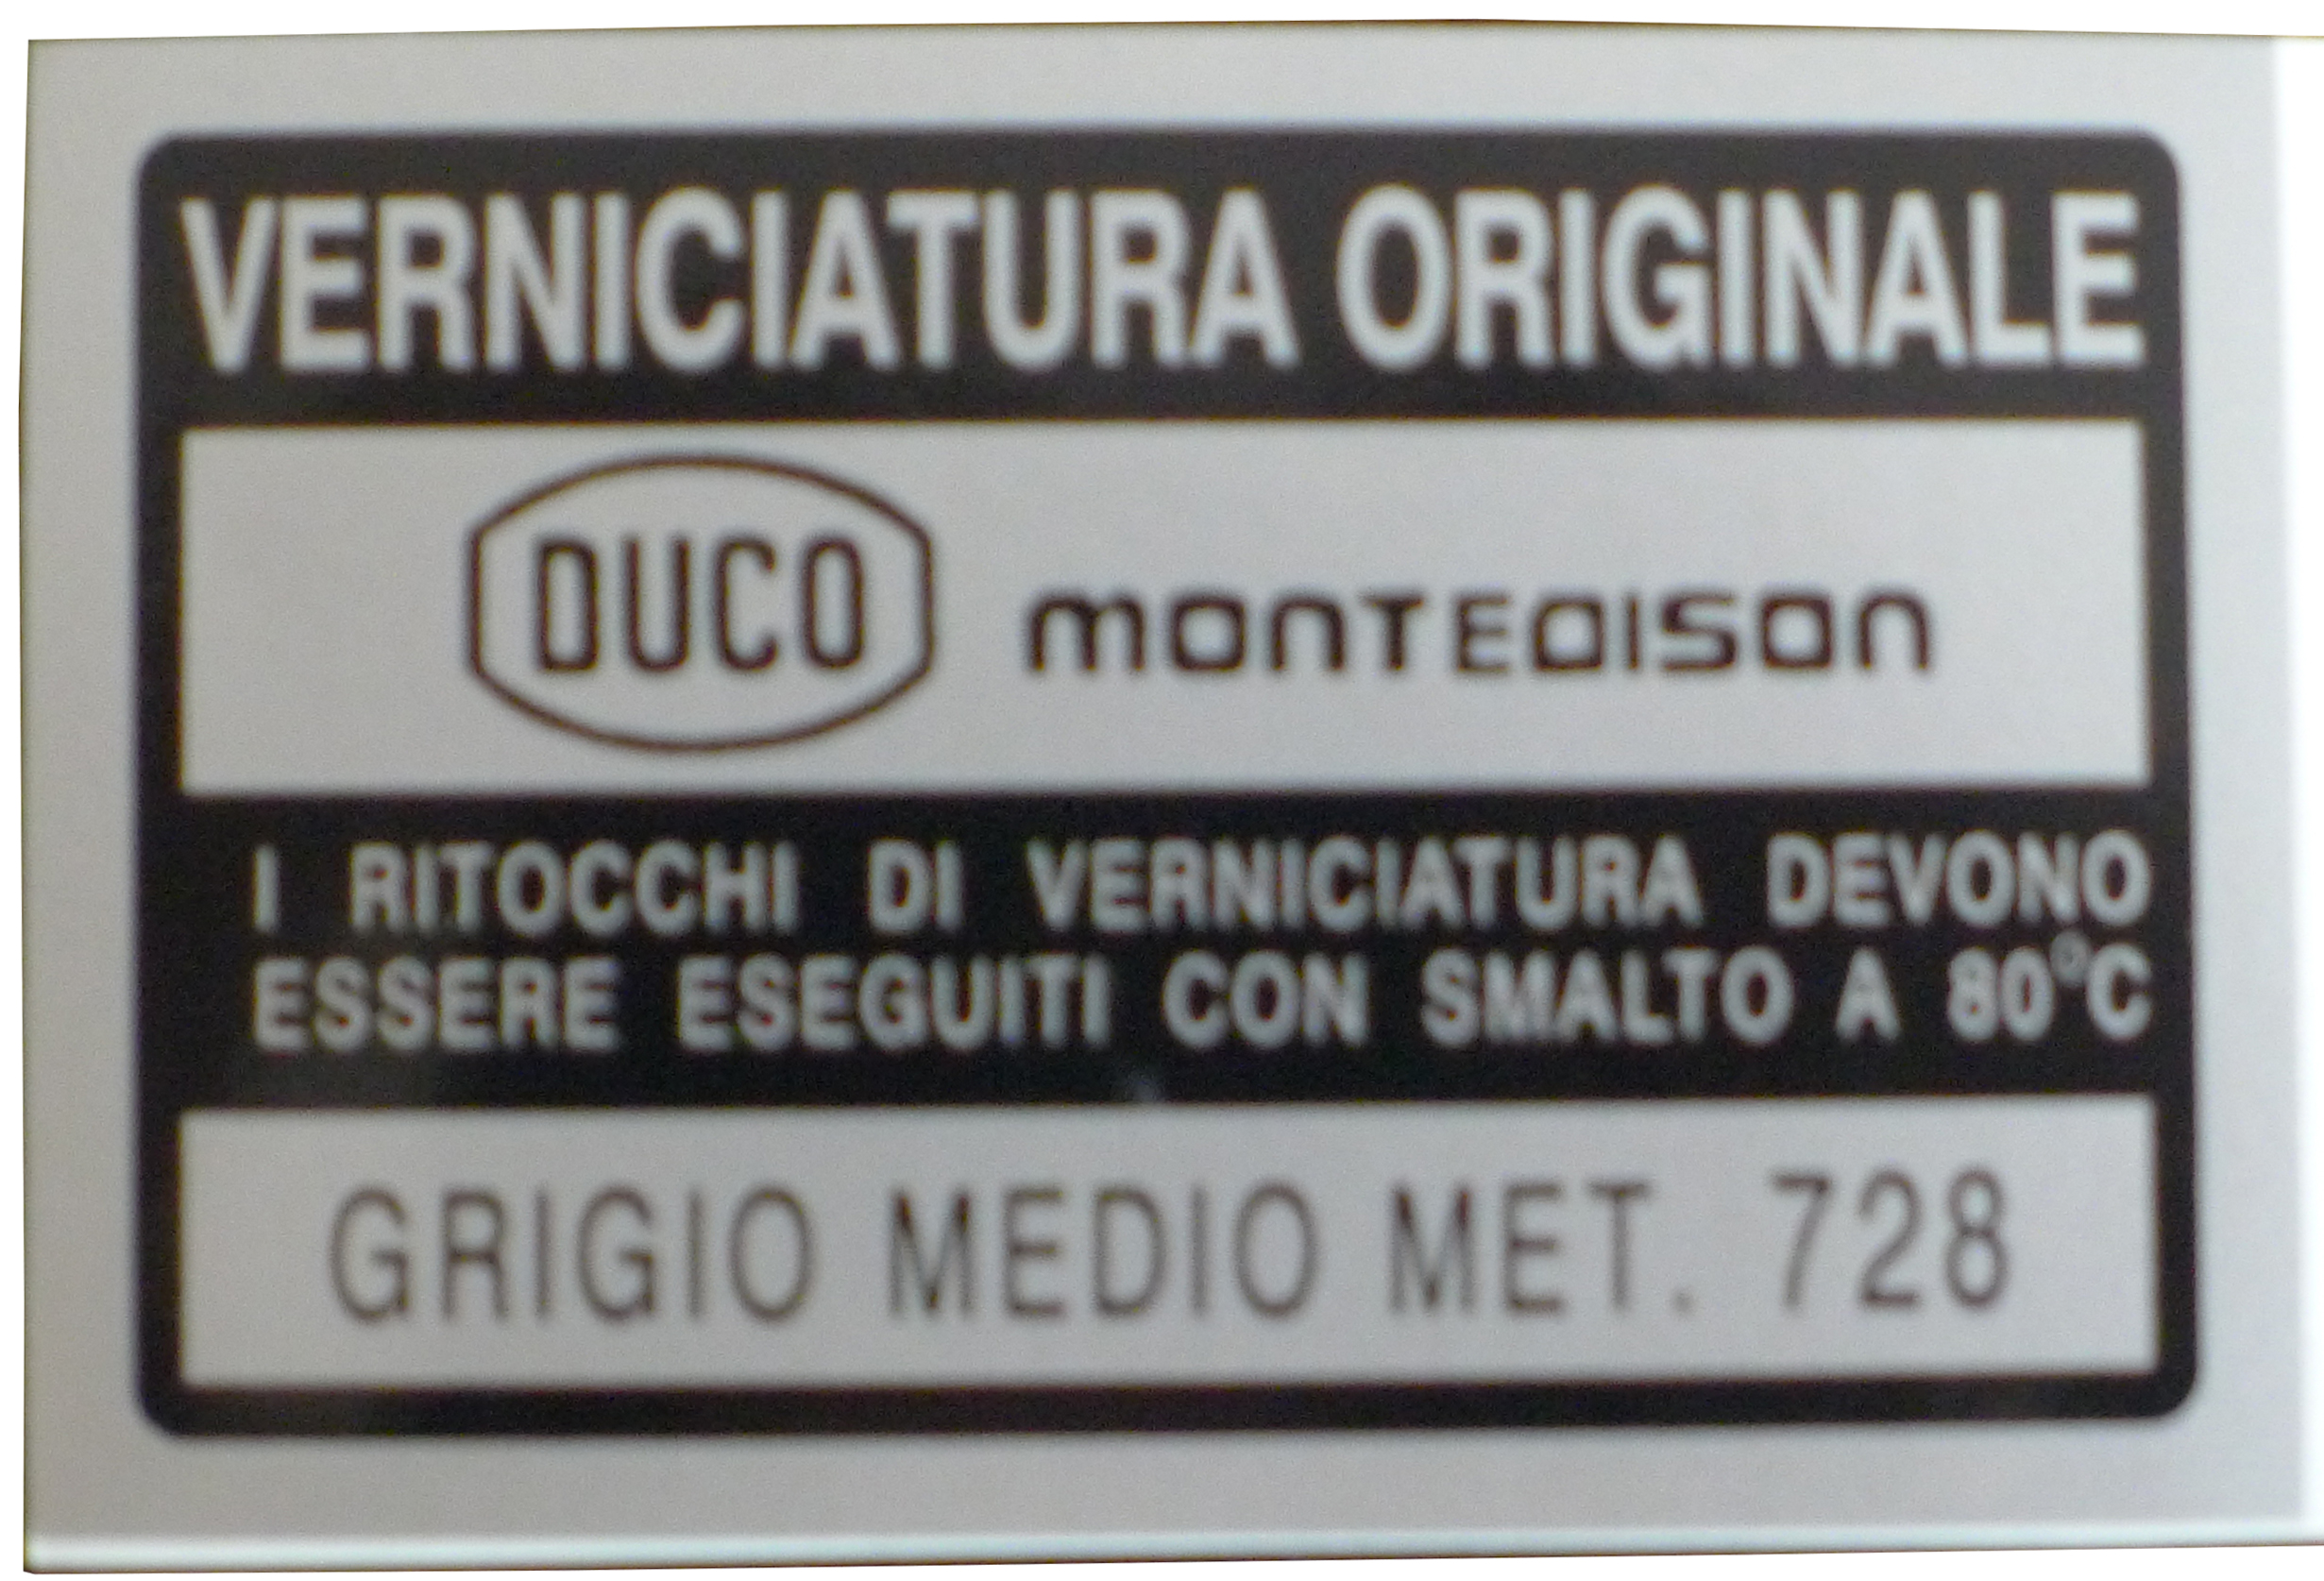 VERNICIATURA ORIGINALE
DUCO montedison
I RITOCCHI DI VERNICIATURA DEVONO
ESSERE ESEGUITI CON SMALTO A 80°C
GRIGIO MEDIO MET. 728